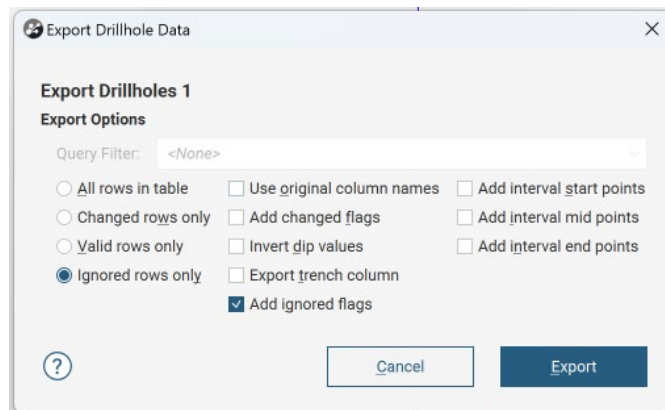 Export Drillhole Data
Export Drillholes 1
Export Options
Query Filter: <None>
All rows in table Use original column names Add interval start points
Changed rows only Add changed flags Add interval mid points
Valid rows only Invert dip values Add interval end points
Ignored rows only Export trench column
Add ignored flags
? Cancel Export